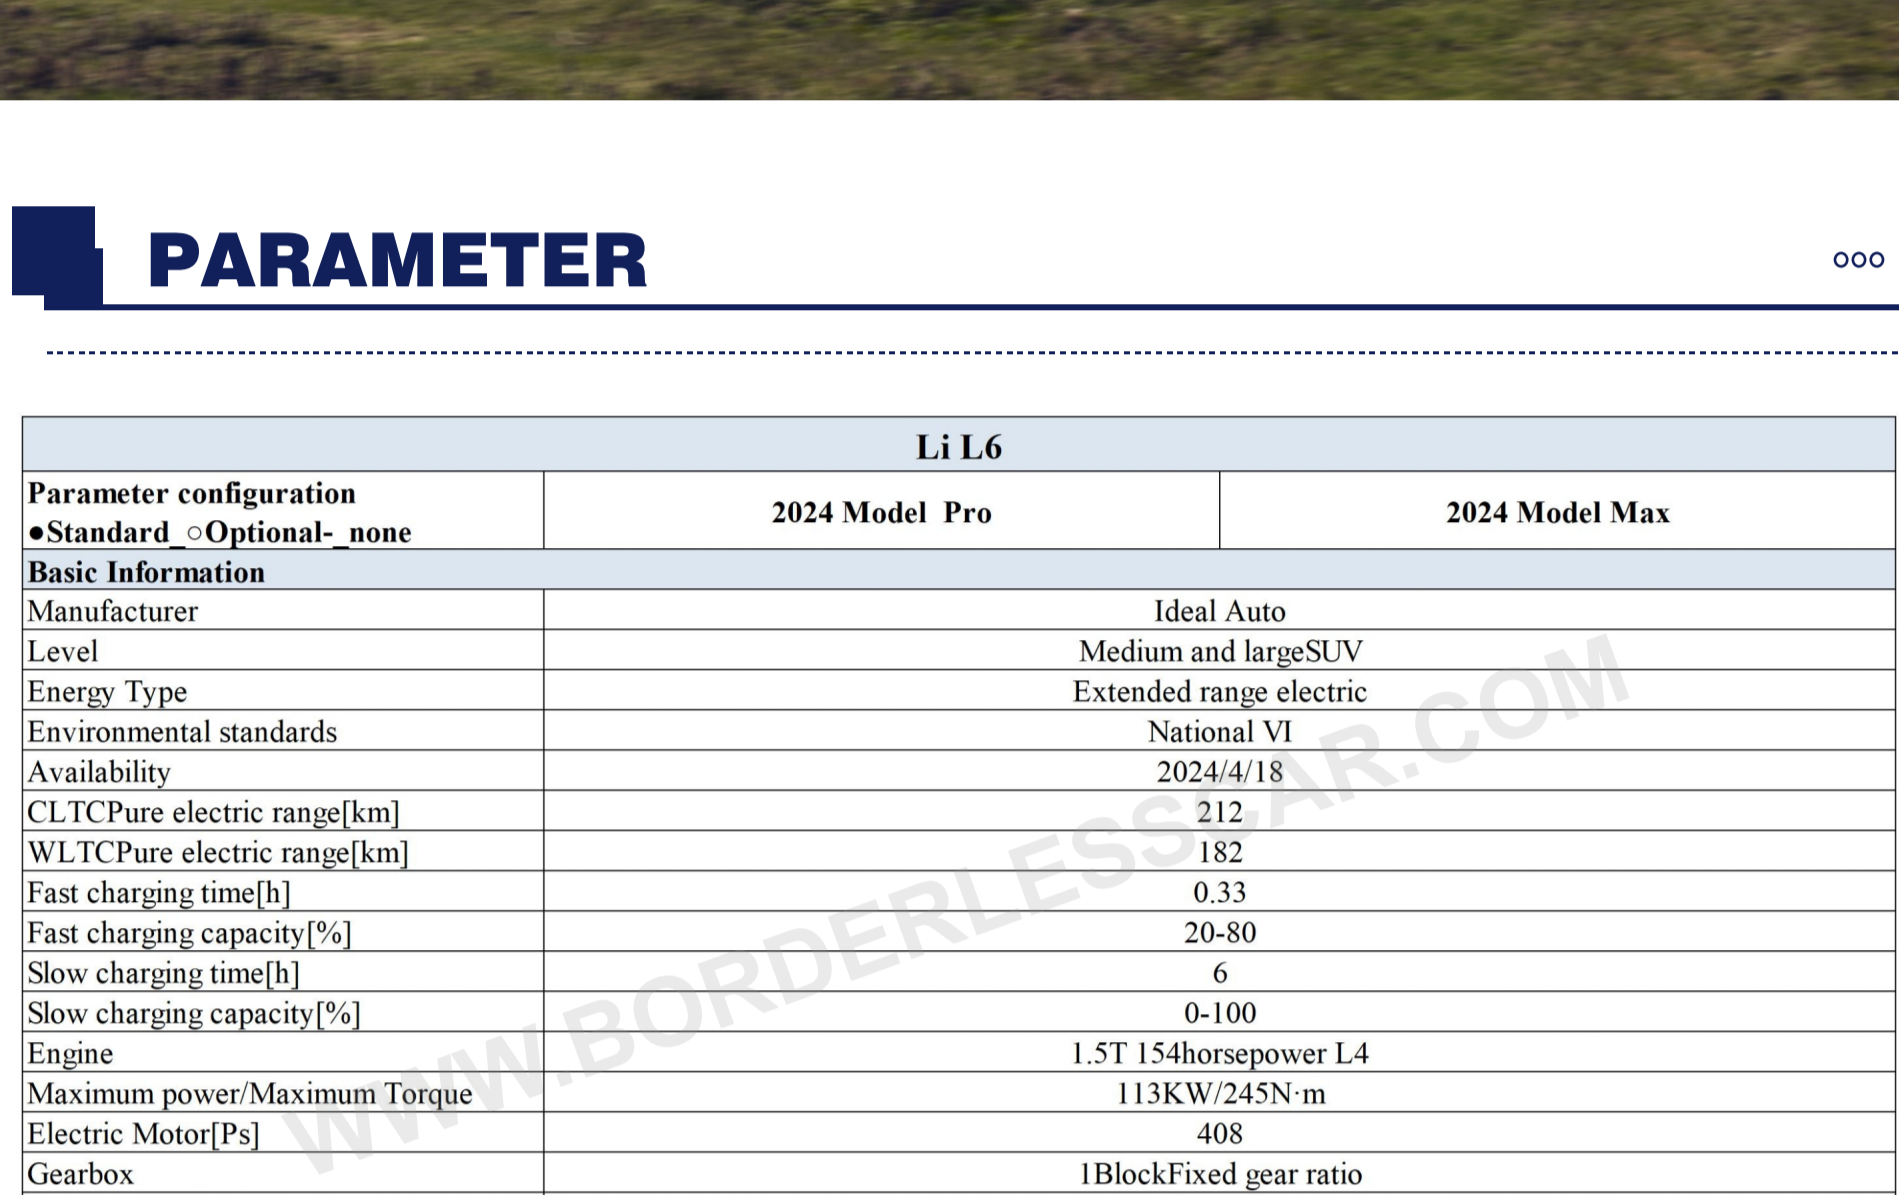 PARAMETER
Li L6
Parameter configuration
●Standard_○Optional-_none
2024 Model  Pro
2024 Model Max
Basic Information
Manufacturer
Ideal Auto
Level
Medium and largeSUV
Energy Type
Extended range electric
Environmental standards
National VI
Availability
2024/4/18
CLTCPure electric range[km]
212
WLTCPure electric range[km]
182
Fast charging time[h]
0.33
Fast charging capacity[%]
20-80
Slow charging time[h]
6
Slow charging capacity[%]
0-100
Engine
1.5T 154horsepower L4
Maximum power/Maximum Torque
113KW/245N·m
Electric Motor[Ps]
408
Gearbox
1BlockFixed gear ratio
WWW.BORDERLESSCAR.COM